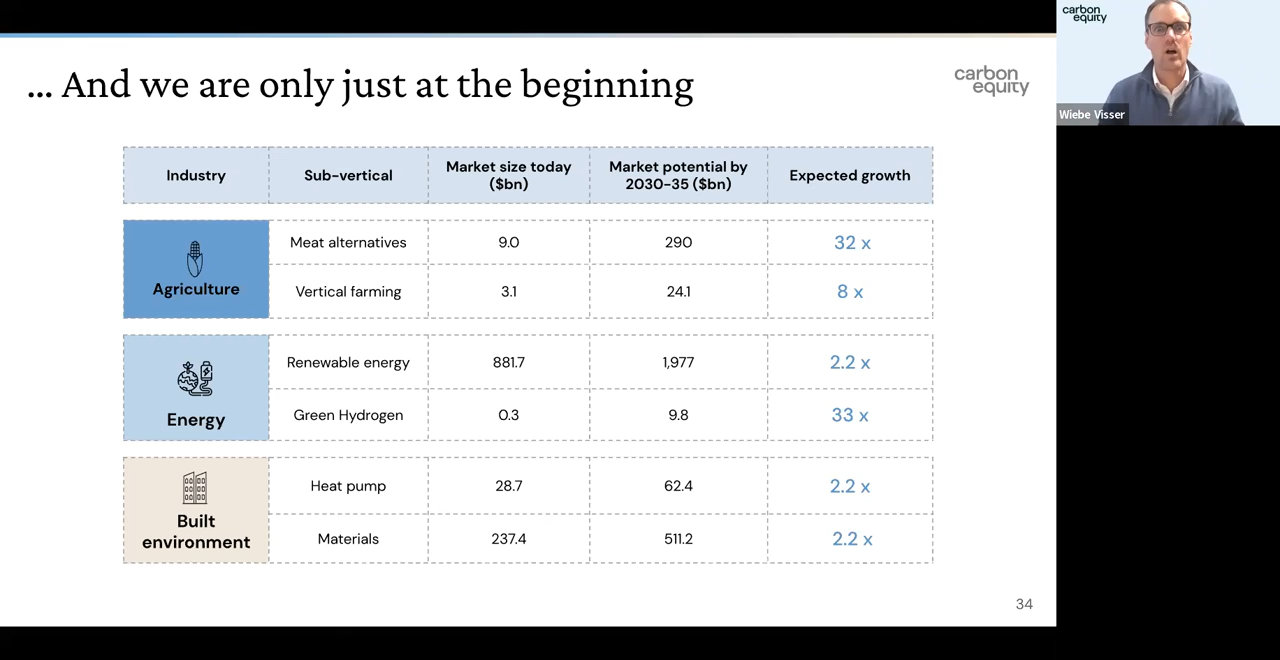 ... And we are only just at the beginning
carbon
equity
Industry
Sub-vertical
Market size today
($bn)
Market potential by
2030-35 ($bn)
Expected growth
Agriculture
Meat alternatives
9.0
290
32 x
Vertical farming
3.1
24.1
8 x
Energy
Renewable energy
881.7
1,977
2.2 x
Green Hydrogen
0.3
9.8
33 x
Built
environment
Heat pump
28.7
62.4
2.2 x
Materials
237.4
511.2
2.2 x
34
carbon
equity
Wiebe Visser